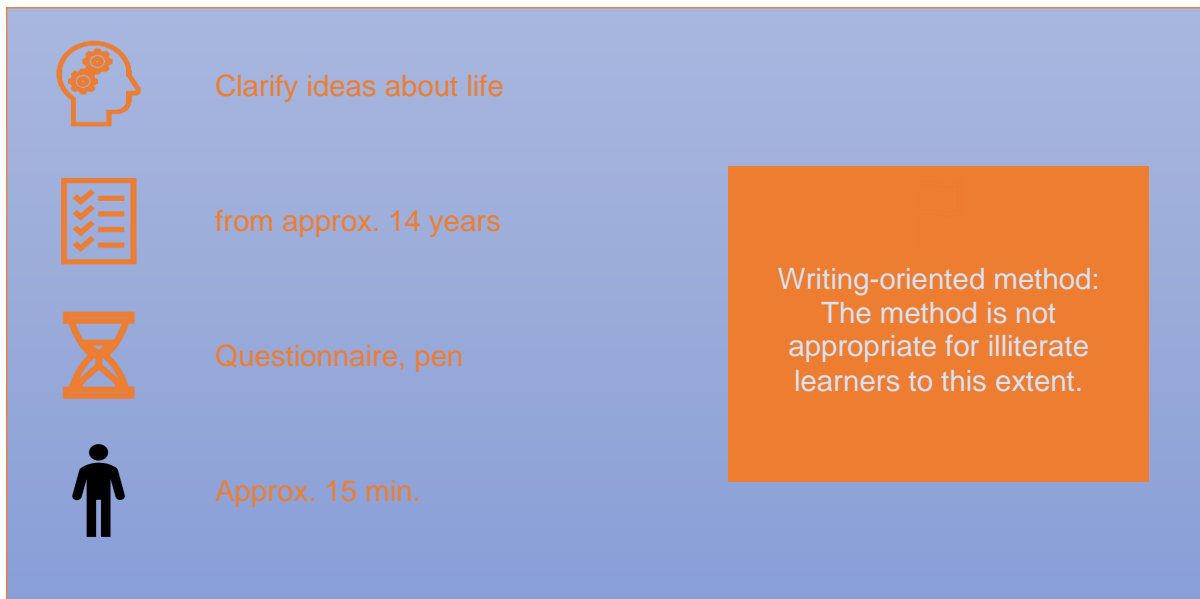 Clarify ideas about life
from approx. 14 years
Questionnaire, pen
Approx. 15 min.
Writing-oriented method:
The method is not
appropriate for illiterate
learners to this extent.